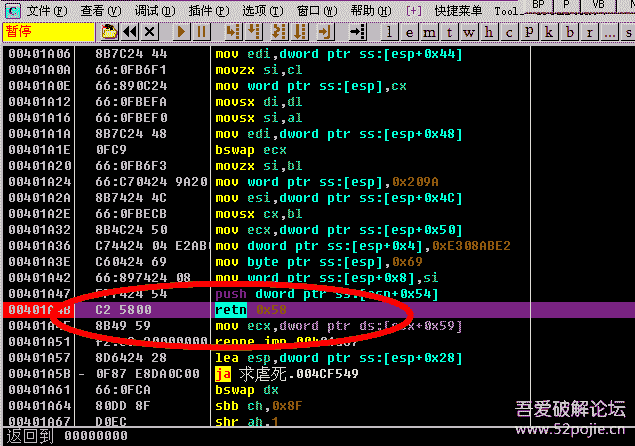 文件(F) 查看(V) 调试(D) 插件(P) 选项(T) 窗口(W) 帮助(H) [+] 快捷菜单 Tool BP P VB N
暂停 l e m t w h c P k b r ... s
00401A06 8B7C24 44 mov edi,dword ptr ss:[esp+0x44]
00401A0A 66:0FB6F1 movzx si,cl
00401A0E 66:890C24 mov word ptr ss:[esp],cx
00401A12 66:0FBEFA movsx di,dl
00401A16 66:0FBEF0 movsx si,al
00401A1A 8B7C24 48 mov edi,dword ptr ss:[esp+0x48]
00401A1E 0FC9 bswap ecx
00401A20 66:0FB6F3 movzx si,bl
00401A24 66:C70424 9A20 mov word ptr ss:[esp],0x209A
00401A2A 8B7424 4C mov esi,dword ptr ss:[esp+0x4C]
00401A2E 66:0FBECB movsx cx,bl
00401A32 8B4C24 50 mov ecx,dword ptr ss:[esp+0x50]
00401A36 C74424 04 E2AB mov dword ptr ss:[esp+0x4],0xE308ABE2
00401A3E C60424 69 mov byte ptr ss:[esp],0x69
00401A42 66:897424 08 mov word ptr ss:[esp+0x8],si
00401A47 FF7424 54 push dword ptr ss:[esp+0x54]
00401A4B C2 5800 retn 0x58
8B49 59 mov ecx,dword ptr ds:[ecx+0x59]
00401A51 repne jmp
00401A57 8D6424 28 lea esp,dword ptr ss:[esp+0x28]
00401A5B - 0F87 E8DA0C00 ja 求虐死.004CF549
00401A61 66:0FCA bswap dx
00401A64 80DD 8F sbb ch,0x8F
00401A67 D0EC shr ah,1
返回到 00000000
吾爱破解论坛
www.52pojie.cn